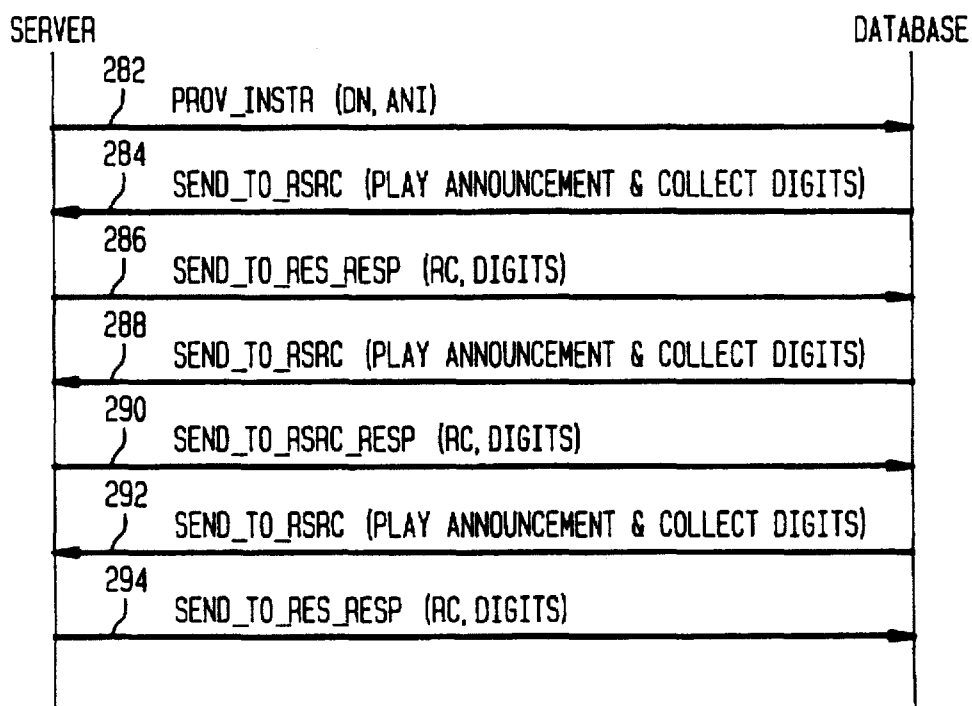 SERVER DATABASE
282
PROV_INSTR (DN, ANI)
284
SEND_TO_RSRC (PLAY ANNOUNCEMENT & COLLECT DIGITS)
286
SEND_TO_RES_RESP (RC, DIGITS)
288
SEND_TO_RSRC (PLAY ANNOUNCEMENT & COLLECT DIGITS)
290
SEND_TO_RSRC_RESP (RC, DIGITS)
292
SEND_TO_RSRC (PLAY ANNOUNCEMENT & COLLECT DIGITS)
294
SEND_TO_RES_RESP (RC, DIGITS)